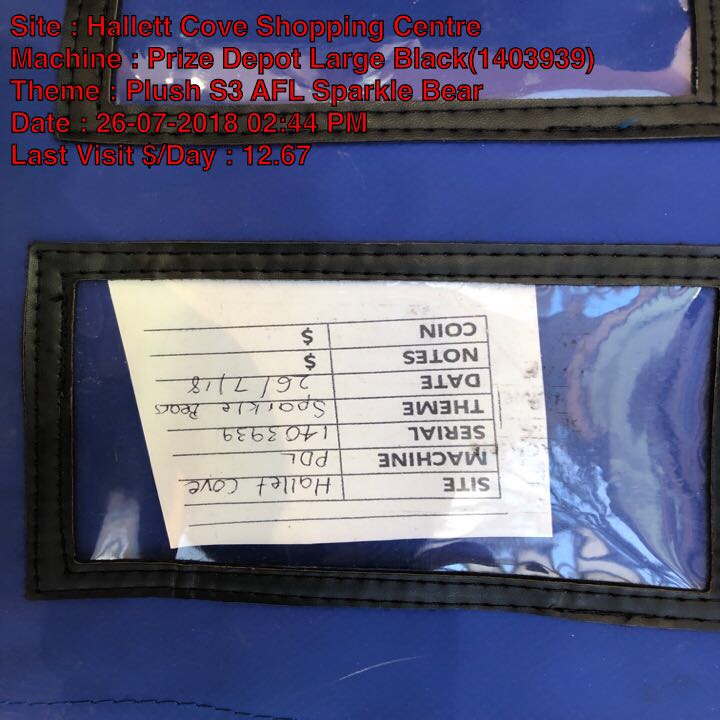 Site : Hallett Cove Shopping Centre
Machine : Prize Depot Large Black(1403939)
Theme : Plush S3 AFL Sparkle Bear
Date : 26-07-2018 02:44 PM
Last Visit $/Day : 12.67
SITE Hallet Cove
MACHINE PDL
SERIAL 1403939
THEME Sparkle Bear
DATE 26/7/18
NOTES $
COIN $